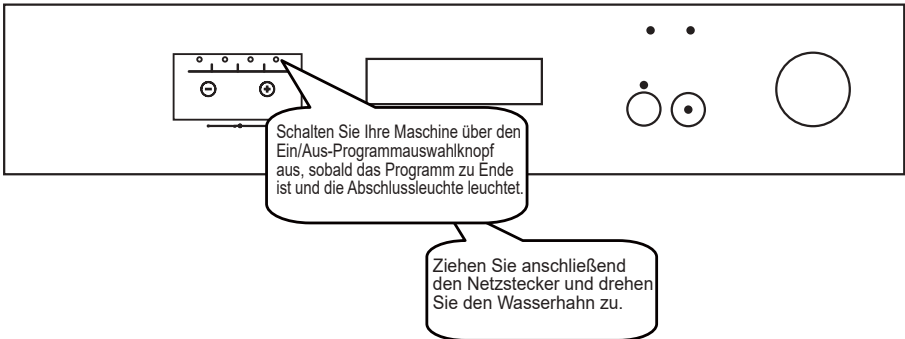 Schalten Sie Ihre Maschine über den
Ein/Aus-Programmauswahlknopf
aus, sobald das Programm zu Ende
ist und die Abschlussleuchte leuchtet.
Ziehen Sie anschließend
den Netzstecker und drehen
Sie den Wasserhahn zu.